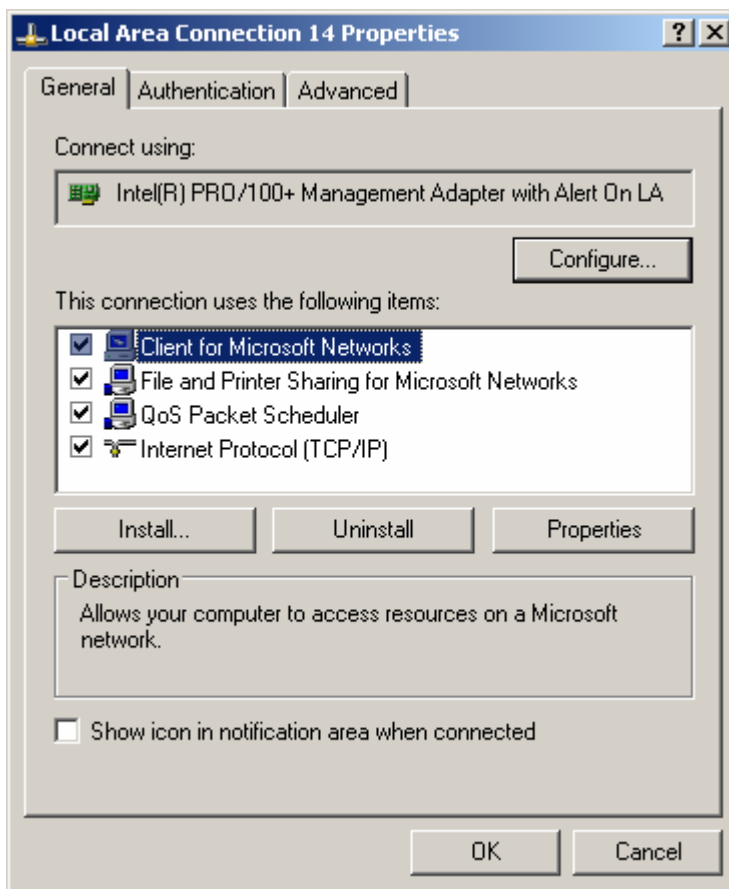 Local Area Connection 14 Properties
General Authentication Advanced
Connect using:
Intel(R) PRO/100+ Management Adapter with Alert On LA
Configure...
This connection uses the following items:
Client for Microsoft Networks
File and Printer Sharing for Microsoft Networks
QoS Packet Scheduler
Internet Protocol (TCP/IP)
Install... Uninstall Properties
Description
Allows your computer to access resources on a Microsoft
network.
Show icon in notification area when connected
OK Cancel